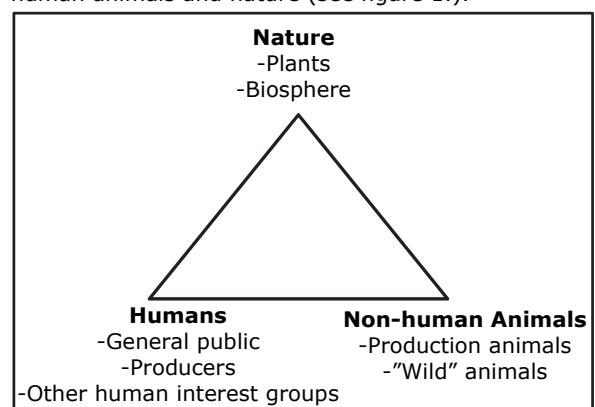 human animals and nature (see figure 1.).
Nature
-Plants
-Biosphere
Humans
-General public
-Producers
-Other human interest groups
Non-human Animals
-Production animals
-”Wild” animals